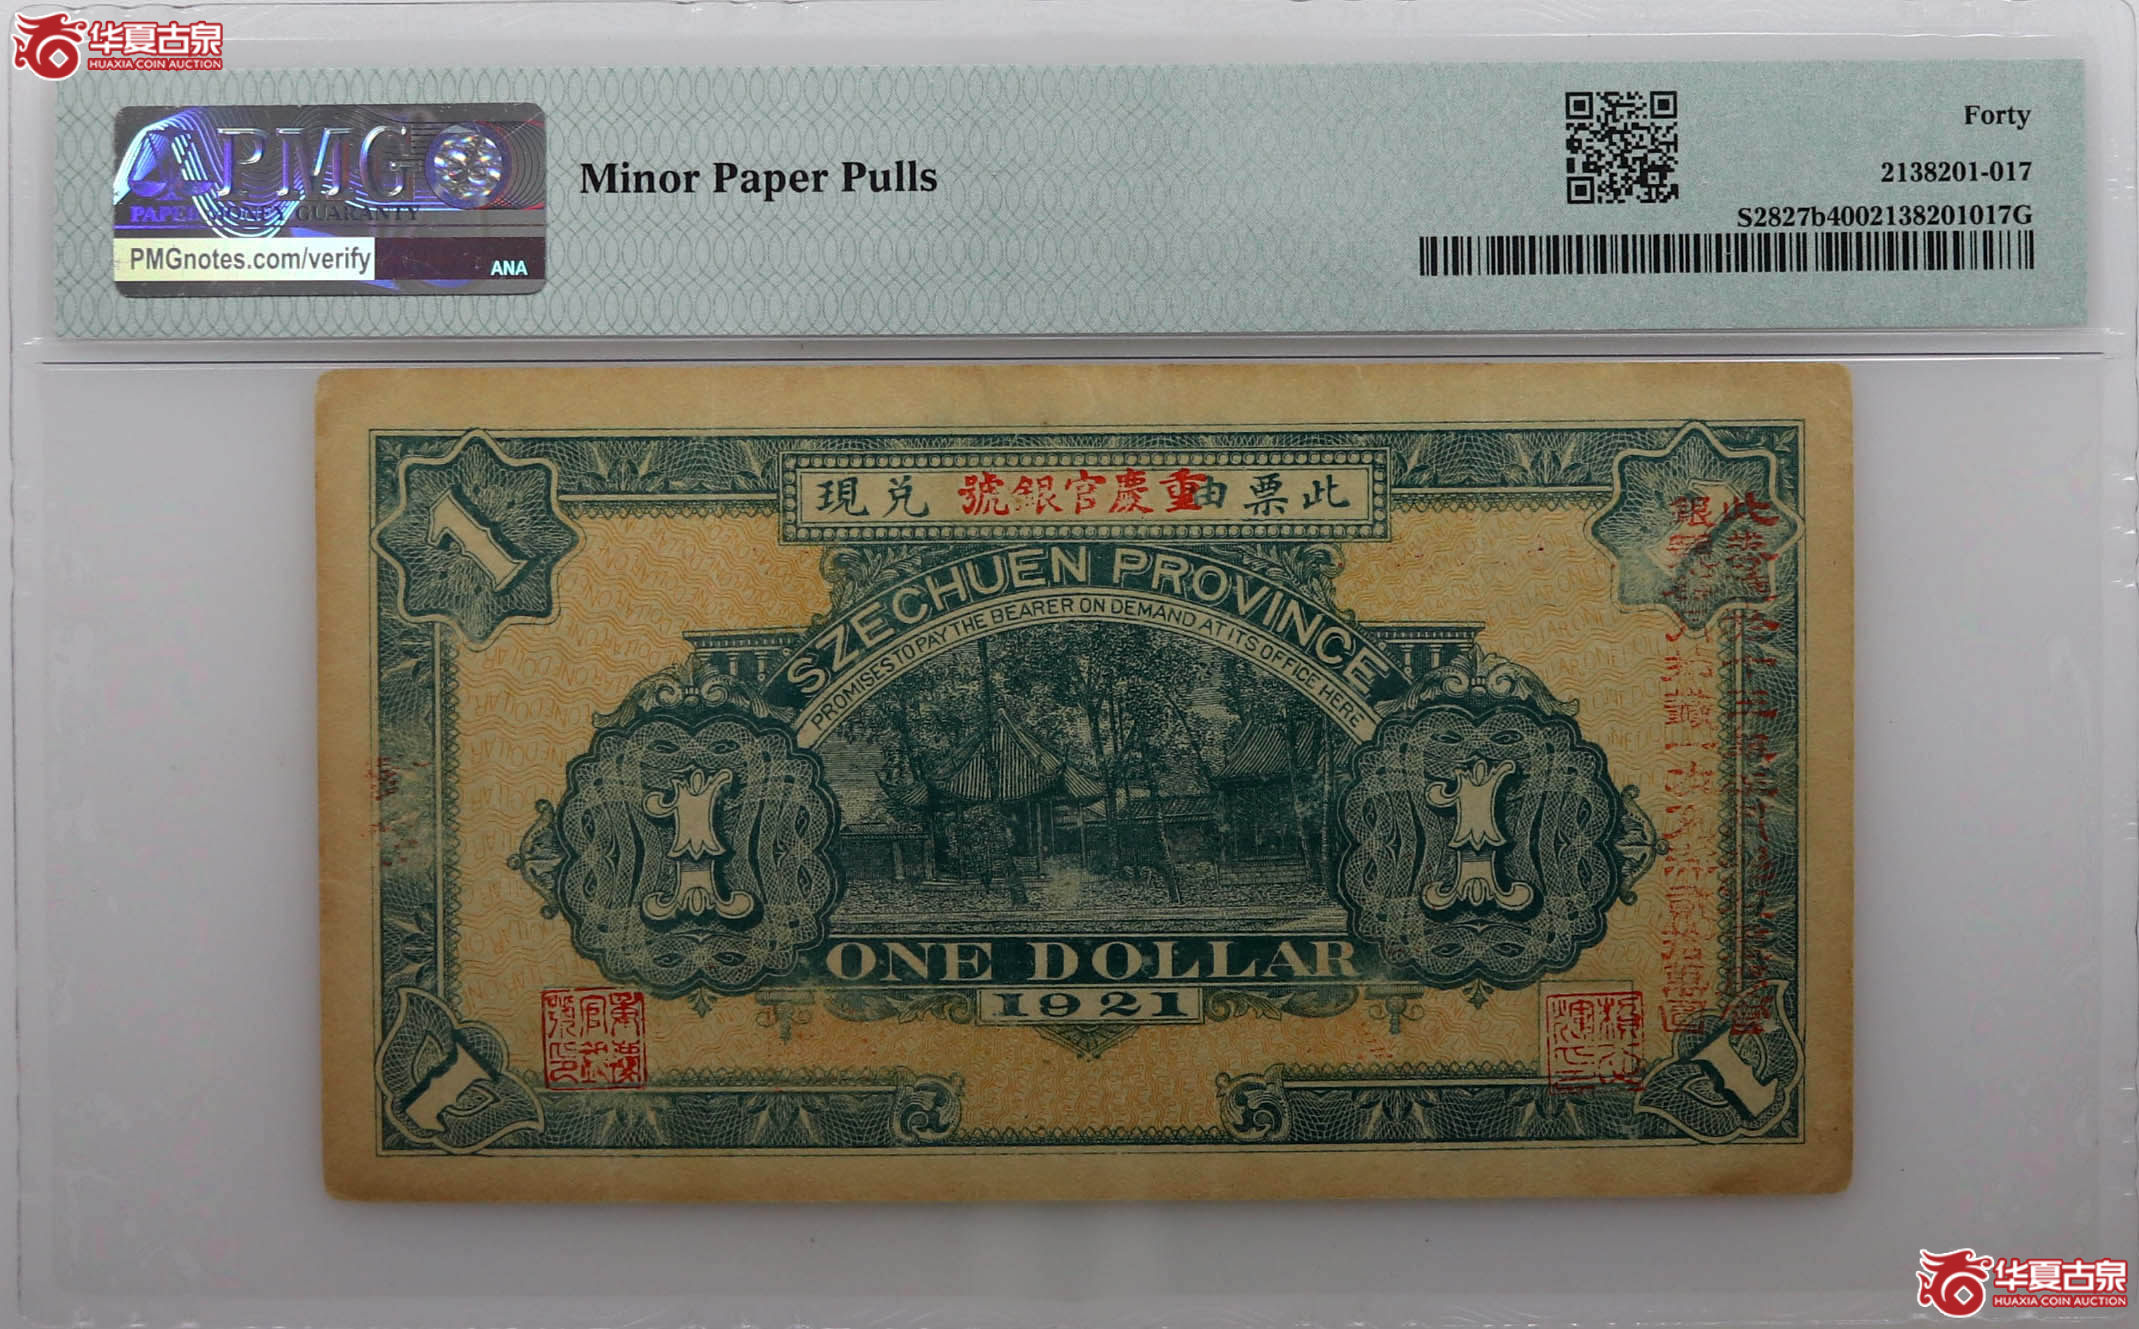 华夏古泉
HUAXIA COIN AUCTION
PMG
PAPER MONEY GUARANTY
PMGnotes.com/verify
ANA
Minor Paper Pulls
Forty
2138201-017
S2827b4002138201017G
此票由重慶官銀號兌現
1
SZECHUEN PROVINCE
PROMISES TO PAY THE BEARER ON DEMAND AT ITS OFFICE HERE
1
1
ONE DOLLAR
1921
1
1
华夏古泉
HUAXIA COIN AUCTION